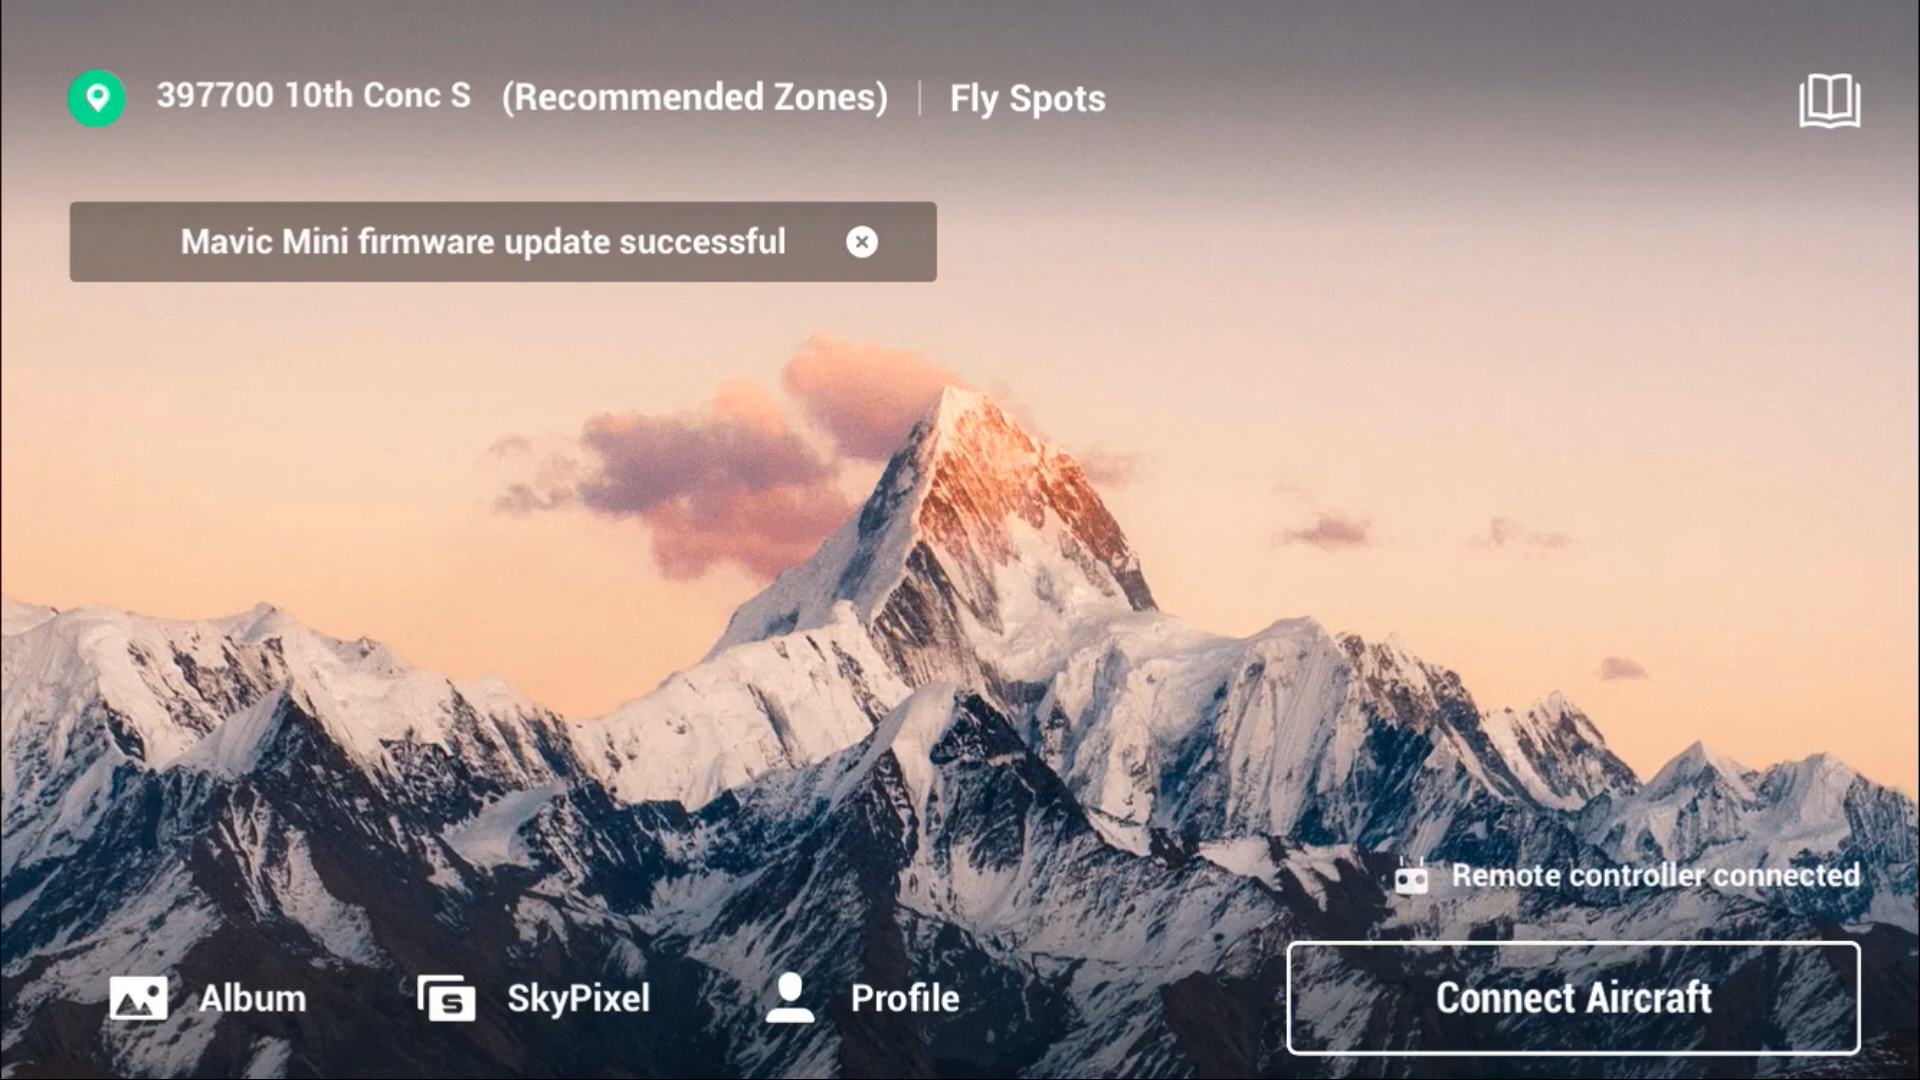 397700 10th Conc S (Recommended Zones) | Fly Spots
Mavic Mini firmware update successful
Remote controller connected
Album
S
SkyPixel
Profile
Connect Aircraft